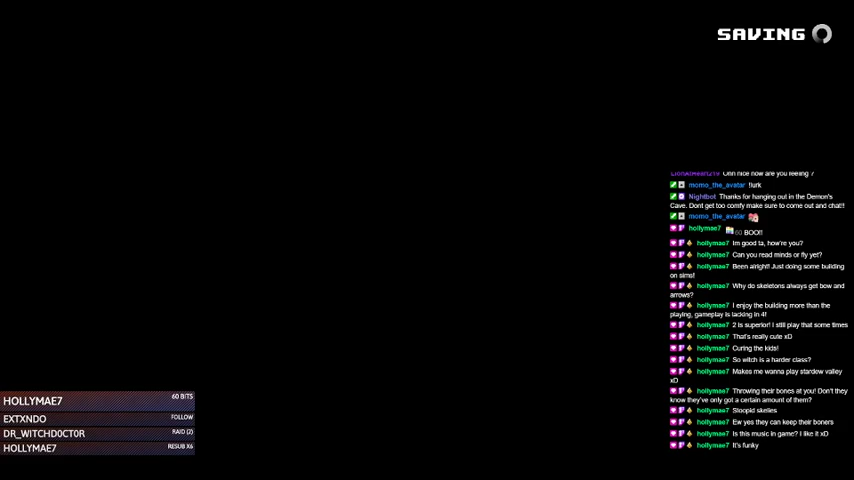 SAVING
LionAtHeart219 Ohh nice how are you feeling ?
momo_the_avatar !lurk
Nightbot Thanks for hanging out in the Demon's
Cave. Dont get too comfy make sure to come out and chat!!
momo_the_avatar
hollymae7 60 BOO!!
hollymae7 Im good ta, how're you?
hollymae7 Can you read minds or fly yet?
hollymae7 Been alright! Just doing some building
on sims!
hollymae7 Why do skeletons always get bow and
arrows?
hollymae7 I enjoy the building more than the
playing, gameplay is lacking in 4!
hollymae7 2 is superior! I still play that some times
hollymae7 That's really cute xD
hollymae7 Curing the kids!
hollymae7 So witch is a harder class?
hollymae7 Makes me wanna play stardew valley
xD
hollymae7 Throwing their bones at you! Don't they
know they've only got a certain amount of them?
hollymae7 Sloopid skelies
hollymae7 Ew yes they can keep their boners
hollymae7 Is this music in game? I like it xD
hollymae7 It's funky
HOLLYMAE7 60 BITS
EXTXNDO FOLLOW
DR_WITCHD0CT0R RAID (2)
HOLLYMAE7 RESUB X6